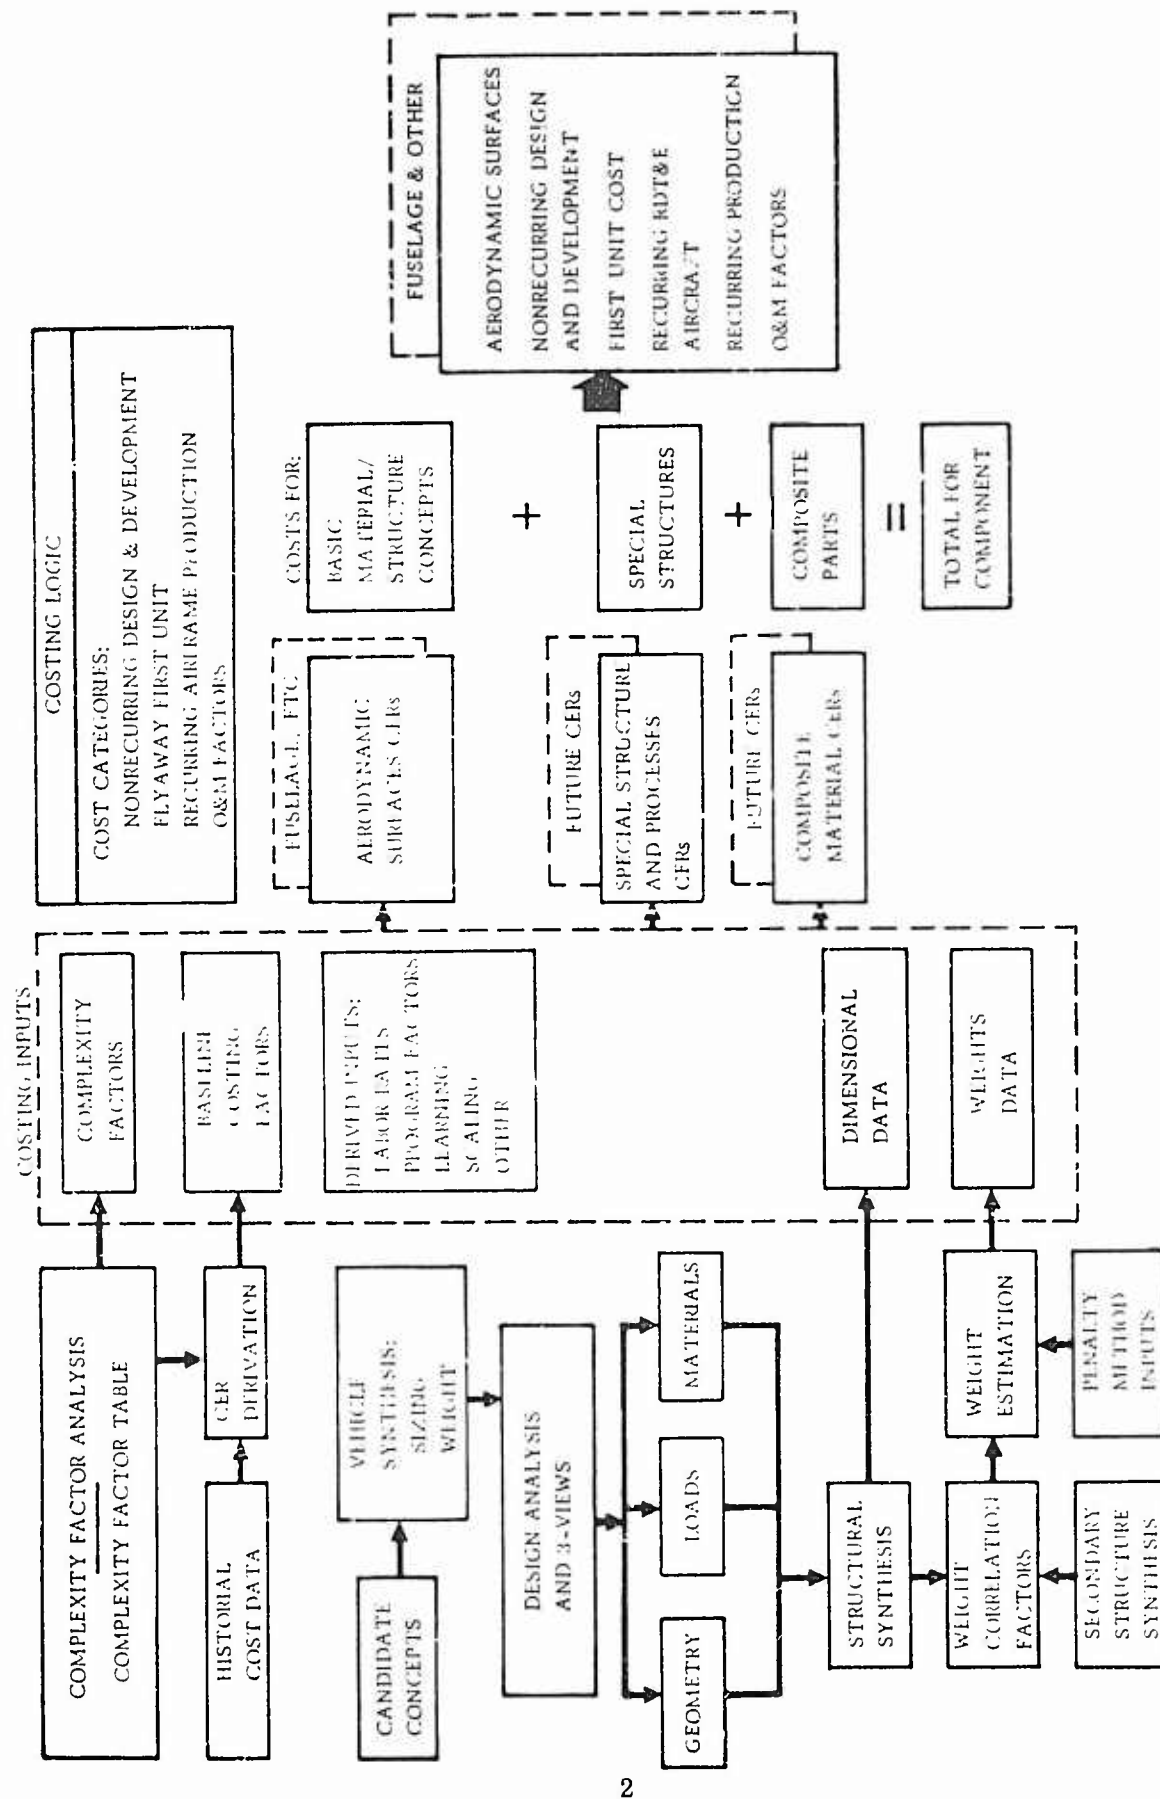 COMPLEXITY FACTOR ANALYSIS
COMPLEXITY FACTOR TABLE
HISTORIAL
COST DATA
CER
DERIVATION
CANDIDATE
CONCEPTS
VEHICLE
SYNTHESIS:
SIZING
WEIGHT
DESIGN ANALYSIS
AND 3-VIEWS
GEOMETRY
LOADS
MATERIALS
STRUCTURAL
SYNTHESIS
WEIGHT
CORRELATION
FACTORS
WEIGHT
ESTIMATION
SECONDARY
STRUCTURE
SYNTHESIS
PENALTY
METHOD
INPUTS
COSTING INPUTS
COMPLEXITY
FACTORS
BASELINE
COSTING
FACTORS
DERIVED INPUTS:
LABOR RATES
PROGRAM FACTORS
LEARNING
SCALING
OTHER
DIMENSIONAL
DATA
WEIGHTS
DATA
COSTING LOGIC
COST CATEGORIES:
NONRECURRING DESIGN & DEVELOPMENT
FLYAWAY FIRST UNIT
RECURRING AIRFRAME PRODUCTION
O&M FACTORS
FUSELAGE, ETC
AERODYNAMIC
SURFACES CERs
FUTURE CERs
SPECIAL STRUCTURE
AND PROCESSES
CERs
FUTURE CERs
COMPOSITE
MATERIAL CERs
COSTS FOR:
BASIC
MATERIAL/
STRUCTURE
CONCEPTS
+
SPECIAL
STRUCTURES
+
COMPOSITE
PARTS
=
TOTAL FOR
COMPONENT
FUSELAGE & OTHER
AERODYNAMIC SURFACES
NONRECURRING DESIGN
AND DEVELOPMENT
FIRST UNIT COST
RECURRING RDT&E
AIRCRAFT
RECURRING PRODUCTION
O&M FACTORS
2